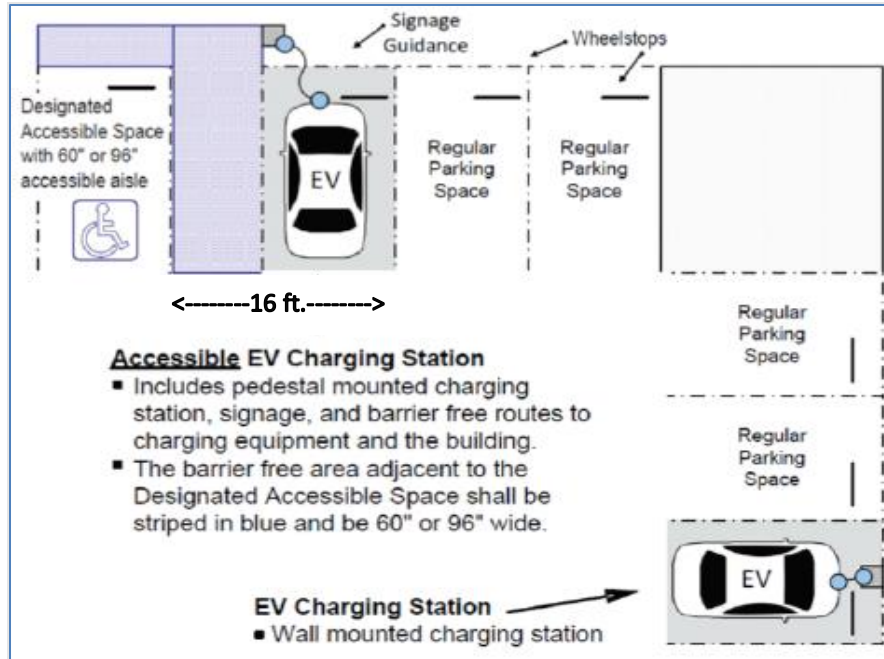 Signage
Guidance
Wheelstops
Designated
Accessible Space
with 60" or 96"
accessible aisle
EV
Regular
Parking
Space
Regular
Parking
Space
<--------16 ft.-------->
Regular
Parking
Space
Accessible EV Charging Station
▪ Includes pedestal mounted charging
station, signage, and barrier free routes to
charging equipment and the building.
▪ The barrier free area adjacent to the
Designated Accessible Space shall be
striped in blue and be 60" or 96" wide.
Regular
Parking
Space
EV
EV Charging Station
▪ Wall mounted charging station